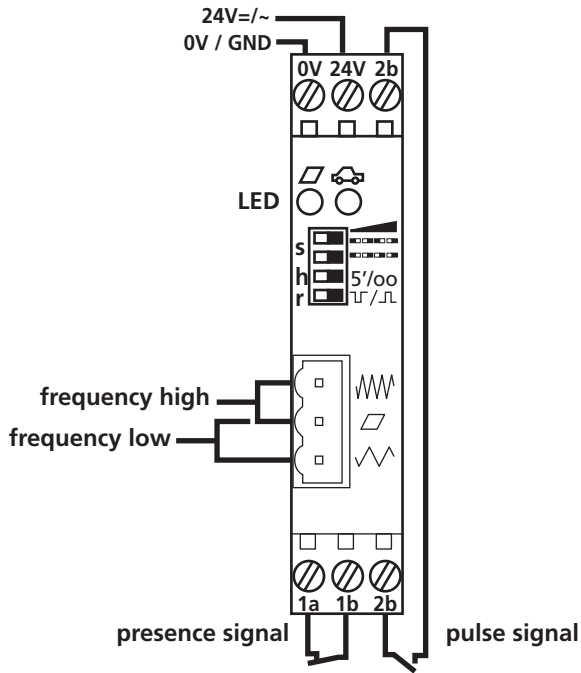 24V=/~
0V / GND
0V 24V 2b
LED
s
h 5'/oo
r
frequency high
frequency low
1a 1b 2b
presence signal pulse signal